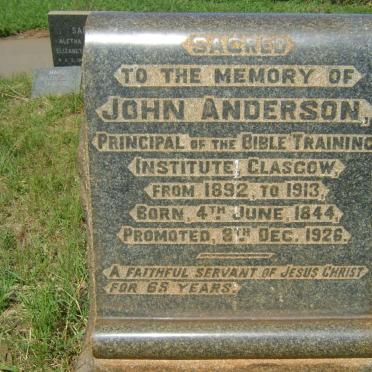 SACRED
TO THE MEMORY OF
JOHN ANDERSON,
PRINCIPAL OF THE BIBLE TRAINING
INSTITUTE, GLASGOW,
FROM 1892, TO 1913,
BORN, 4TH JUNE 1844,
PROMOTED, 8TH DEC. 1926.
A FAITHFUL SERVANT OF JESUS CHRIST
FOR 65 YEARS.